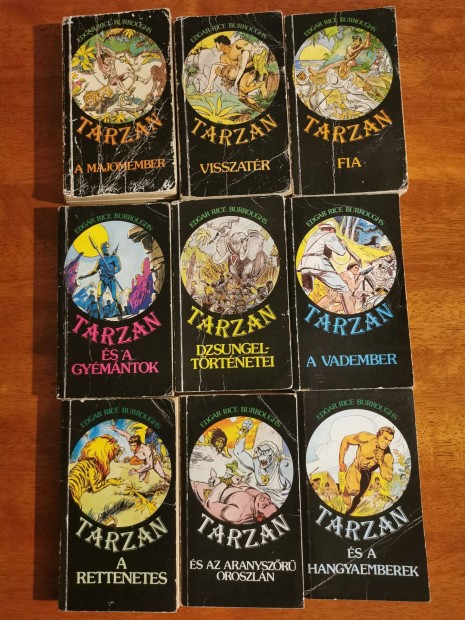 EDGAR RICE BURROUGHS
TARZAN
A MAJOMEMBER
EDGAR RICE BURROUGHS
TARZAN
VISSZATÉR
EDGAR RICE BURROUGHS
TARZAN
FIA
EDGAR RICE BURROUGHS
TARZAN
ÉS A
GYÉMÁNTOK
EDGAR RICE BURROUGHS
TARZAN
DZSUNGEL-
TÖRTÉNETEI
EDGAR RICE BURROUGHS
TARZAN
A VADEMBER
EDGAR RICE BURROUGHS
TARZAN
A
RETTENETES
EDGAR RICE BURROUGHS
TARZAN
ÉS AZ ARANYSZŐRŰ
OROSZLÁN
EDGAR RICE BURROUGHS
TARZAN
ÉS A
HANGYAEMBEREK